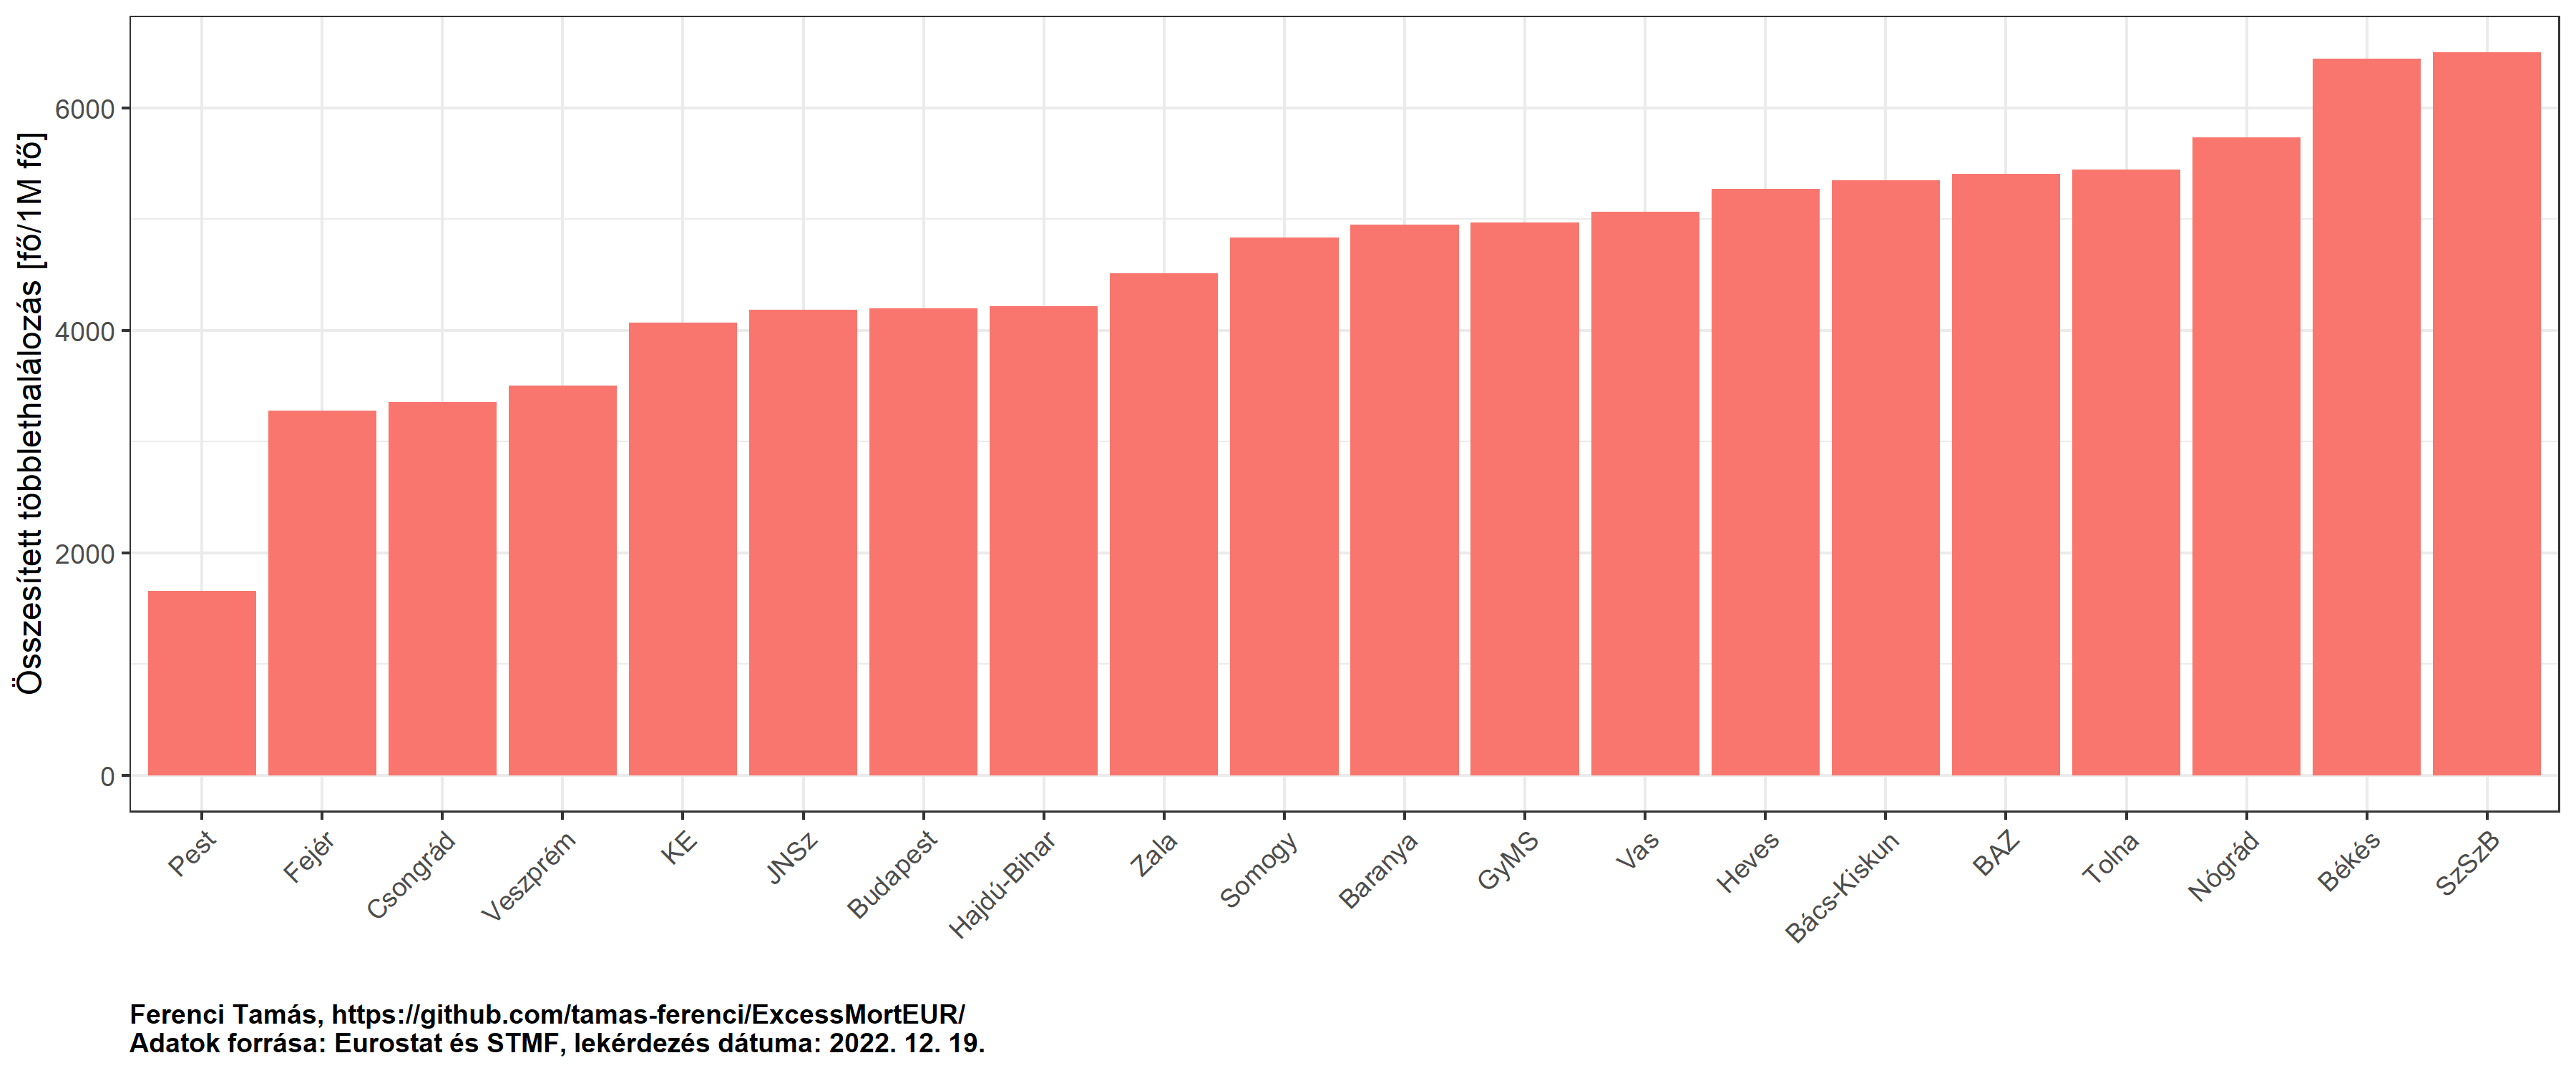 Összesített többlethalálozás [fő/1M fő]
6000
4000
2000
0
Pest
Fejér
Csongrád
Veszprém
KE
JNSz
Budapest
Hajdú-Bihar
Zala
Somogy
Baranya
GyMS
Vas
Heves
Bács-Kiskun
BAZ
Tolna
Nógrád
Békés
SzSzB
Ferenci Tamás, https://github.com/tamas-ferenci/ExcessMortEUR/
Adatok forrása: Eurostat és STMF, lekérdezés dátuma: 2022. 12. 19.